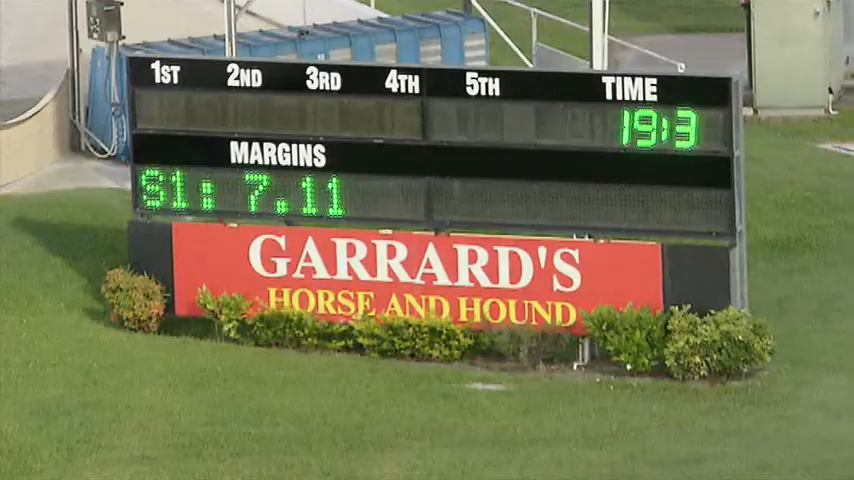 1ST 2ND 3RD 4TH 5TH TIME
19:3
MARGINS
S1: 7.11
GARRARD'S
HORSE AND HOUND